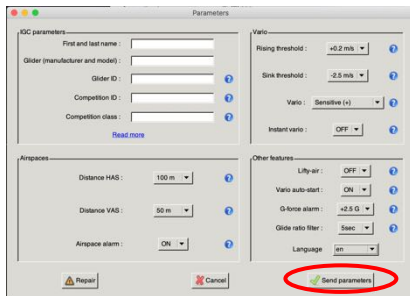 Parameters
IGC parameters
First and last name :
Glider (manufacturer and model) :
Glider ID :
Competition ID :
Competition class :
Read more
Vario
Rising threshold : +0.2 m/s
Sink threshold : -2.5 m/s
Vario : Sensitive (+)
Instant vario : OFF
Airspaces
Distance HAS : 100 m
Distance VAS : 50 m
Airspace alarm : ON
Other features
Lifty-air : OFF
Vario auto-start : ON
G-force alarm : +2.5 G
Glide ratio filter : 5sec
Language en
Repair
Cancel
Send parameters